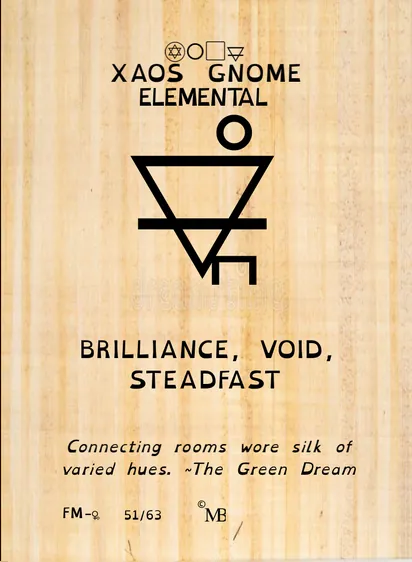 XAOS GNOME
ELEMENTAL
BRILLIANCE, VOID,
STEADFAST
Connecting rooms wore silk of
varied hues. ~The Green Dream
FM-♀ 51/63 © MB